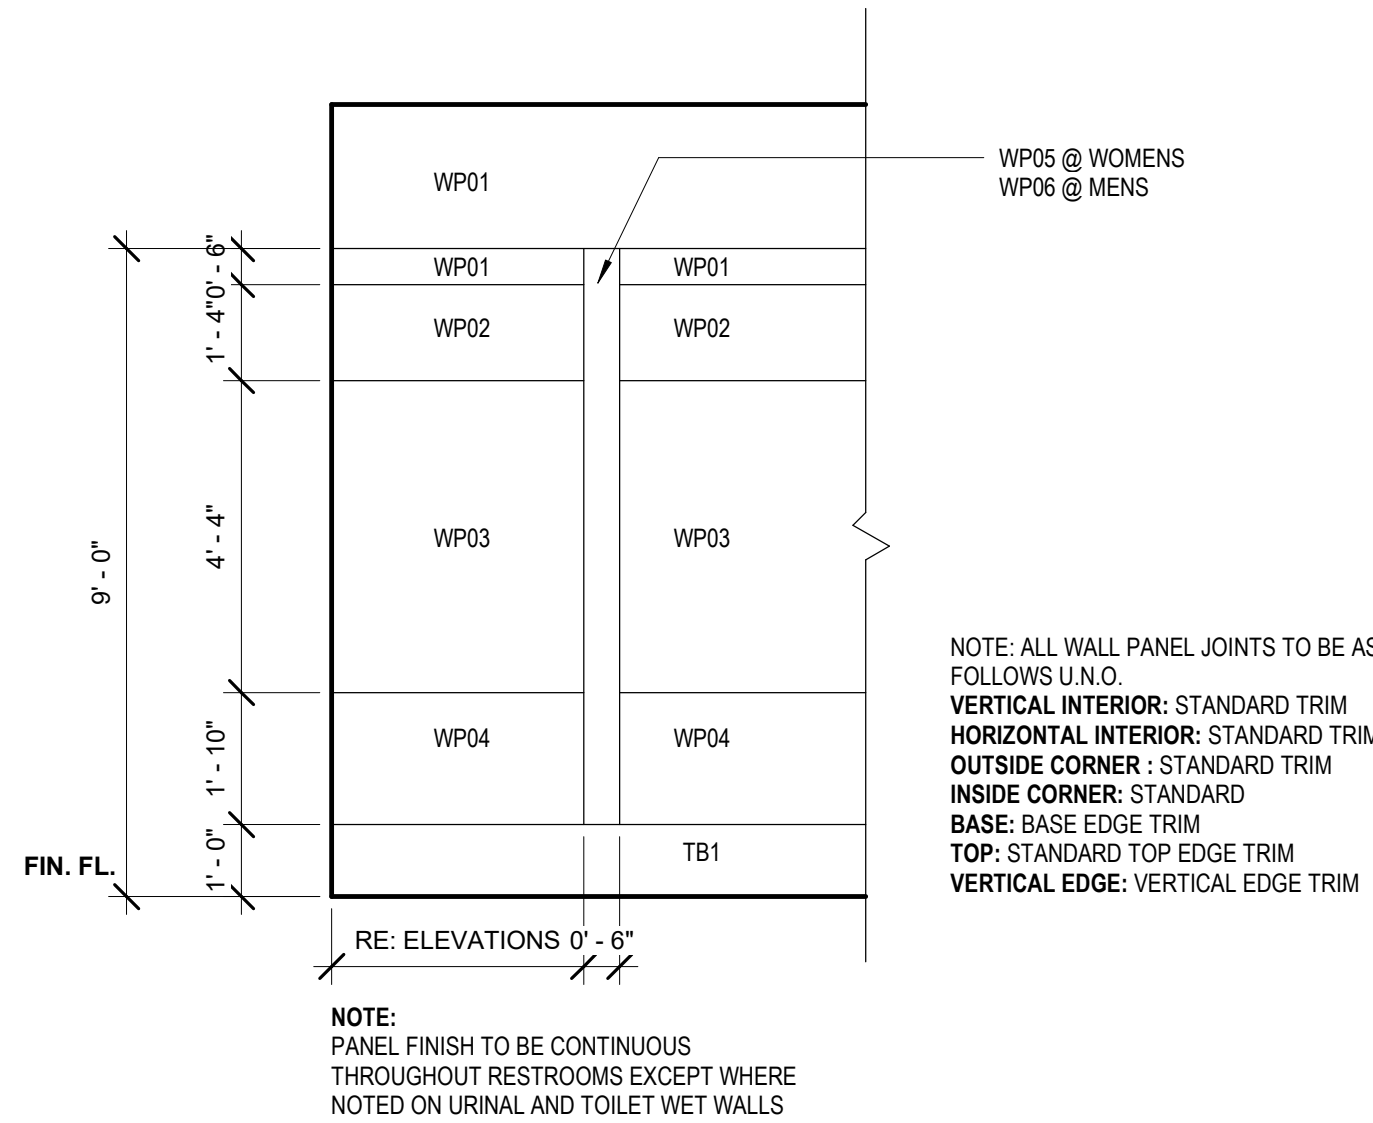 WP01
WP05 @ WOMENS
WP06 @ MENS
0' - 6"
WP01 WP01
1' - 4"
WP02 WP02
4' - 4"
WP03 WP03
9' - 0"
1' - 10"
WP04 WP04
1' - 0"
TB1
FIN. FL.
RE: ELEVATIONS 0' - 6"
NOTE:
PANEL FINISH TO BE CONTINUOUS
THROUGHOUT RESTROOMS EXCEPT WHERE
NOTED ON URINAL AND TOILET WET WALLS
NOTE: ALL WALL PANEL JOINTS TO BE AS
FOLLOWS U.N.O.
VERTICAL INTERIOR: STANDARD TRIM
HORIZONTAL INTERIOR: STANDARD TRIM
OUTSIDE CORNER : STANDARD TRIM
INSIDE CORNER: STANDARD
BASE: BASE EDGE TRIM
TOP: STANDARD TOP EDGE TRIM
VERTICAL EDGE: VERTICAL EDGE TRIM